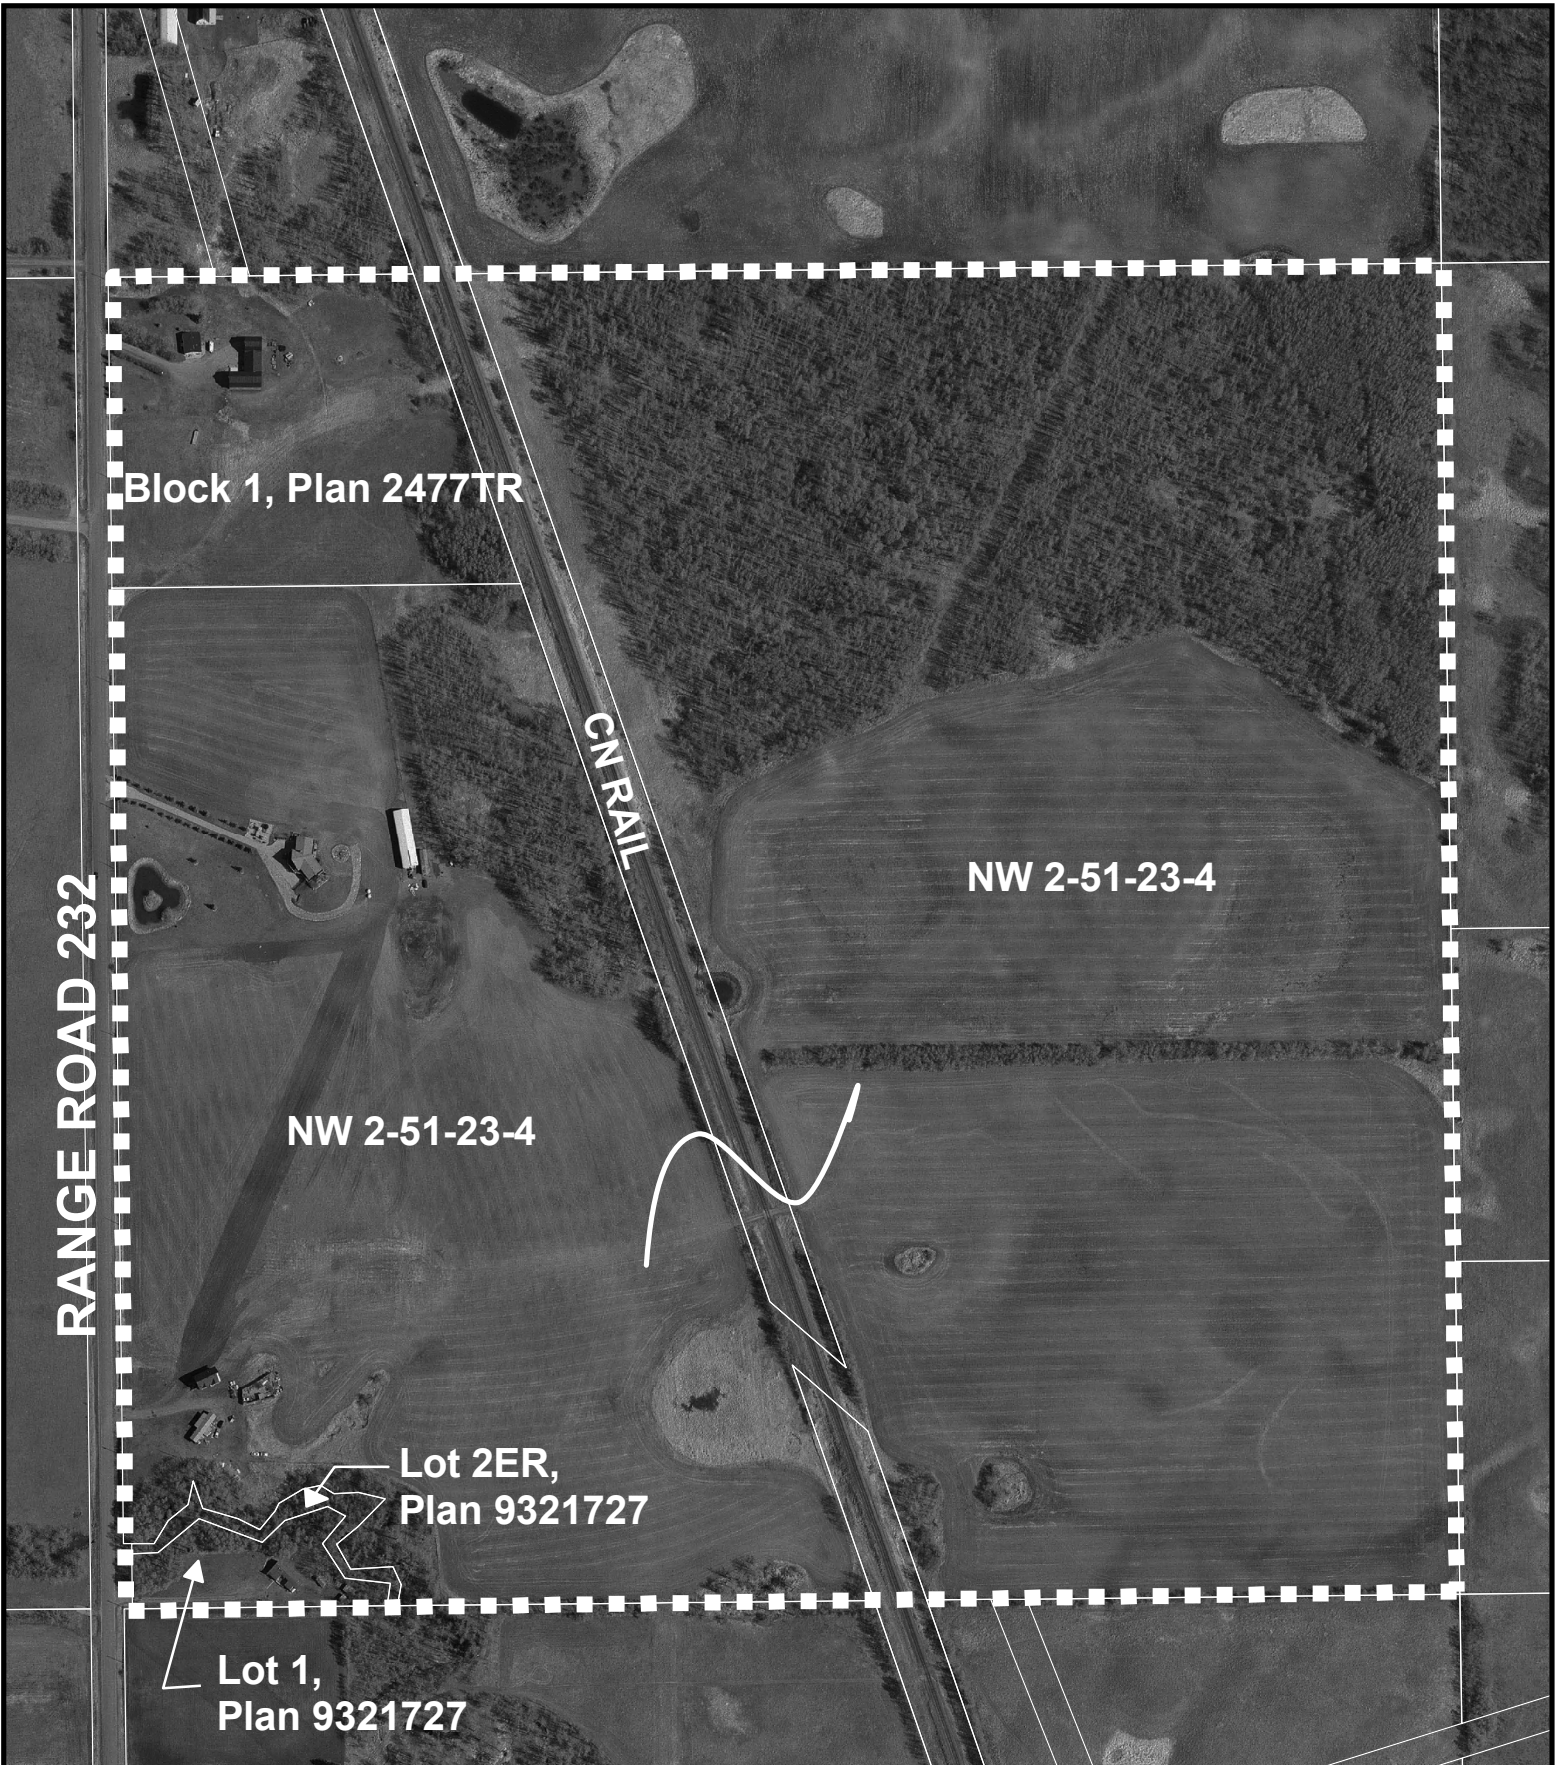 Block 1, Plan 2477TR
CN RAIL
NW 2-51-23-4
RANGE ROAD 232
NW 2-51-23-4
Lot 2ER,
Plan 9321727
Lot 1,
Plan 9321727